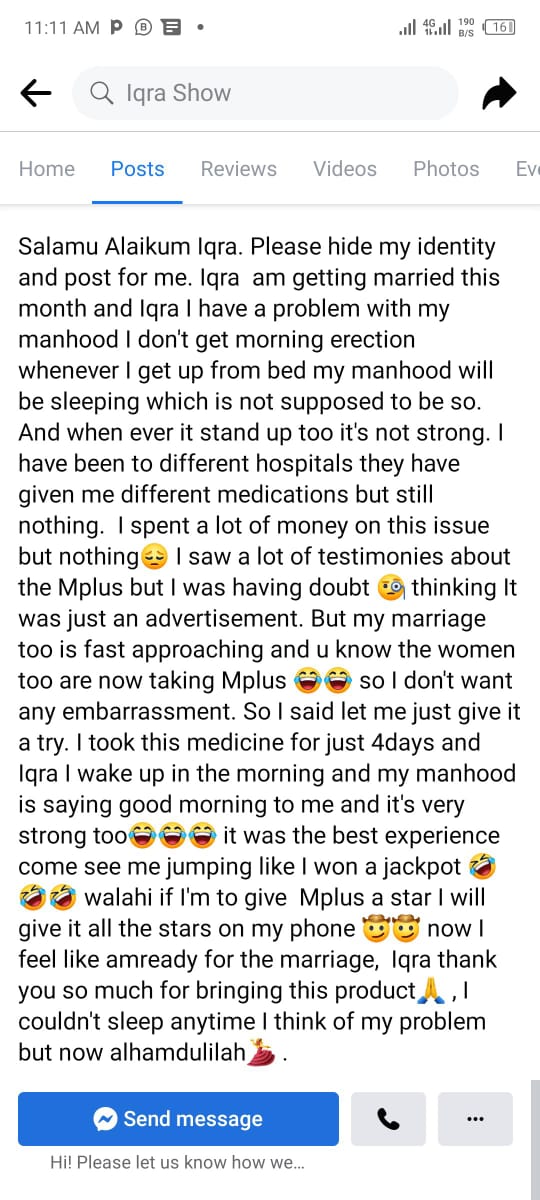 11:11 AM
4G
190
B/S
16
Iqra Show
Home Posts Reviews Videos Photos Eve
Salamu Alaikum Iqra. Please hide my identity
and post for me. Iqra am getting married this
month and Iqra I have a problem with my
manhood I don't get morning erection
whenever I get up from bed my manhood will
be sleeping which is not supposed to be so.
And when ever it stand up too it's not strong. I
have been to different hospitals they have
given me different medications but still
nothing. I spent a lot of money on this issue
but nothing😔 I saw a lot of testimonies about
the Mplus but I was having doubt 🧐 thinking It
was just an advertisement. But my marriage
too is fast approaching and u know the women
too are now taking Mplus 😂😂 so I don't want
any embarrassment. So I said let me just give it
a try. I took this medicine for just 4days and
Iqra I wake up in the morning and my manhood
is saying good morning to me and it's very
strong too😂😂😂 it was the best experience
come see me jumping like I won a jackpot 🤣
🤣🤣 walahi if I'm to give Mplus a star I will
give it all the stars on my phone 🤠🤠 now I
feel like amready for the marriage, Iqra thank
you so much for bringing this product🙏 , I
couldn't sleep anytime I think of my problem
but now alhamdulilah💃 .
Send message
Hi! Please let us know how we...